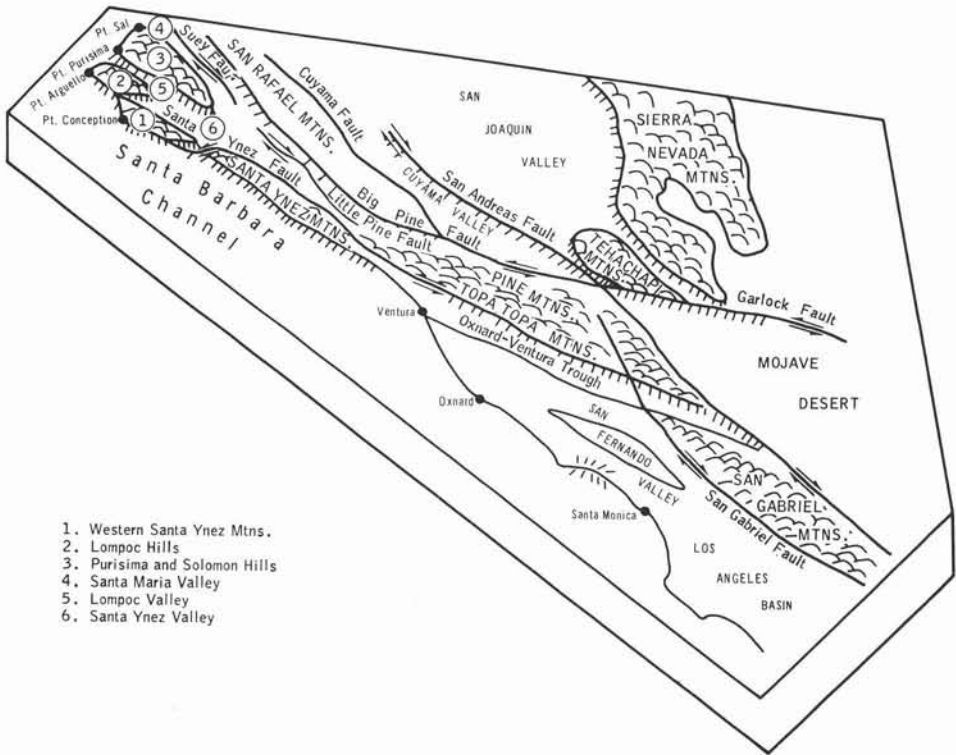 Pt. Sal
4
Suey Fault
Pt. Purisima
3
SAN RAFAEL MTNS.
Cuyama Fault
SAN
JOAQUIN
VALLEY
SIERRA
NEVADA
MTNS.
Pt. Arguello
2
5
Pt. Conception
1
6
Santa Ynez Fault
Santa Barbara
Channel
SANTA YNEZ MTNS.
Little Pine Fault
Big Pine Fault
CUYAMA VALLEY
San Andreas Fault
TEHACHAPI
MTNS.
Garlock Fault
PINE MTNS.
TOPA TOPA MTNS.
Ventura
Oxnard-Ventura Trough
MOJAVE
DESERT
Oxnard
SAN
FERNANDO
VALLEY
Santa Monica
SAN
GABRIEL
MTNS.
San Gabriel Fault
LOS
ANGELES
BASIN
1. Western Santa Ynez Mtns.
2. Lompoc Hills
3. Purisima and Solomon Hills
4. Santa Maria Valley
5. Lompoc Valley
6. Santa Ynez Valley